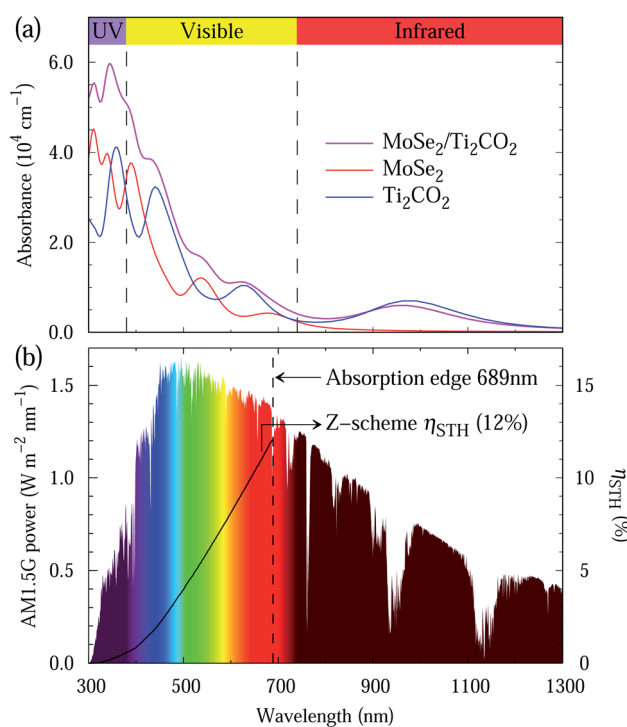 (a)
UV Visible Infrared
6.0
4.0
2.0
0.0
Absorbance (10⁴ cm⁻¹)
MoSe₂/Ti₂CO₂
MoSe₂
Ti₂CO₂
(b)
1.5
1.0
0.5
0.0
AM1.5G power (W m⁻² nm⁻¹)
Absorption edge 689nm
Z−scheme ηSTH (12%)
15
10
5
0
ηSTH (%)
300 500 700 900 1100 1300
Wavelength (nm)